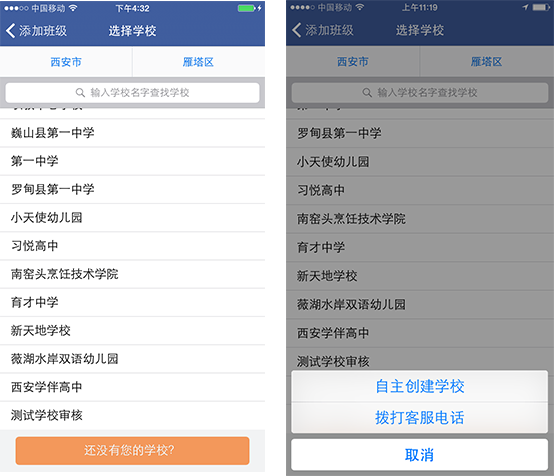 中国移动 下午4:32
添加班级 选择学校
西安市 雁塔区
输入学校名字查找学校
巍山县第一中学
第一中学
罗甸县第一中学
小天使幼儿园
习悦高中
南窑头烹饪技术学院
育才中学
新天地学校
薇湖水岸双语幼儿园
西安学伴高中
测试学校审核
还没有您的学校?
中国移动 上午11:19
添加班级 选择学校
西安市 雁塔区
输入学校名字查找学校
罗甸县第一中学
小天使幼儿园
习悦高中
南窑头烹饪技术学院
育才中学
新天地学校
薇湖水岸双语幼儿园
西安学伴高中
测试学校审核
自主创建学校
拨打客服电话
取消